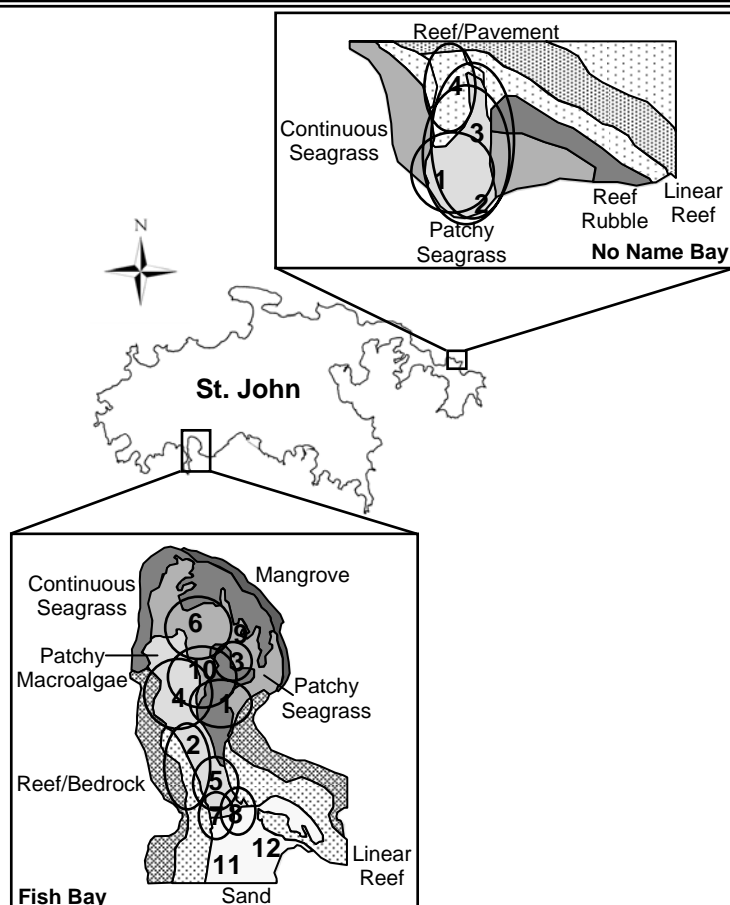 Reef/Pavement
4
Continuous
Seagrass
3
1
2
Reef
Rubble
Linear
Reef
Patchy
Seagrass
No Name Bay
N
St. John
Continuous
Seagrass
Mangrove
6
9
Patchy
Macroalgae
10
3
4
1
Patchy
Seagrass
2
Reef/Bedrock
5
7
8
12
11
Linear
Reef
Sand
Fish Bay